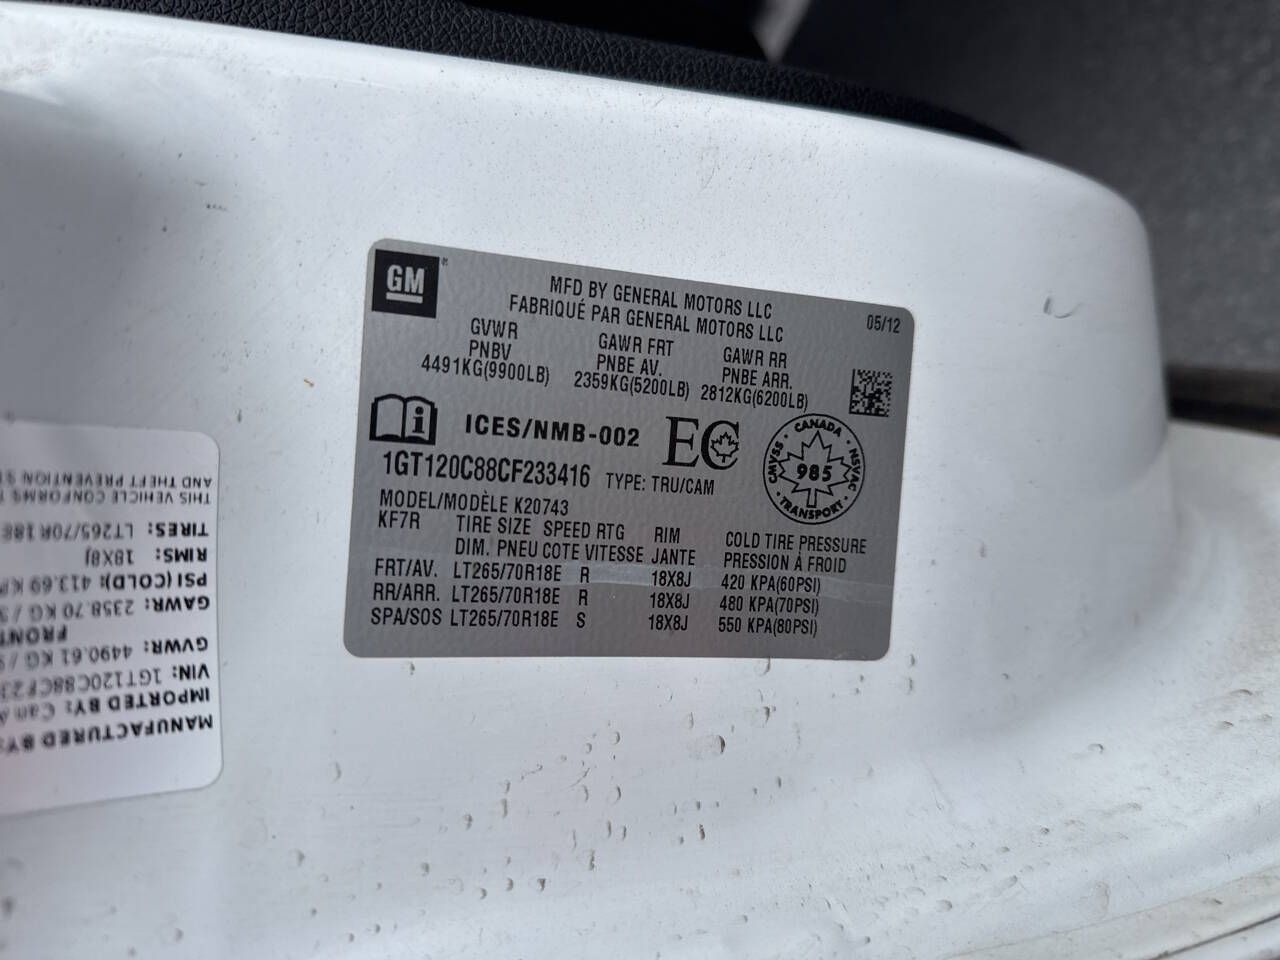 GM
MFD BY GENERAL MOTORS LLC
FABRIQUÉ PAR GENERAL MOTORS LLC
05/12
GVWR GAWR FRT GAWR RR
PNBV PNBE AV. PNBE ARR.
4491KG(9900LB) 2359KG(5200LB) 2812KG(6200LB)
i ICES/NMB-002 EC
CANADA
CMVSS 985 NSVAC
TRANSPORT
1GT120C88CF233416 TYPE: TRU/CAM
MODEL/MODÈLE K20743
KF7R TIRE SIZE SPEED RTG RIM COLD TIRE PRESSURE
DIM. PNEU COTE VITESSE JANTE PRESSION À FROID
FRT/AV. LT265/70R18E R 18X8J 420 KPA(60PSI)
RR/ARR. LT265/70R18E R 18X8J 480 KPA(70PSI)
SPA/SOS LT265/70R18E S 18X8J 550 KPA(80PSI)
MANUFACTURED BY:
IMPORTED BY: Cam
VIN: 1GT120C88CF23
GVWR: 4490.61 KG /
FRONT
GAWR: 2358.70 KG /
PSI (COLD): 413.69
RIMS: 18X8J
TIRES: LT265/70R18E
THIS VEHICLE CONFORMS
AND THEFT PREVENTION